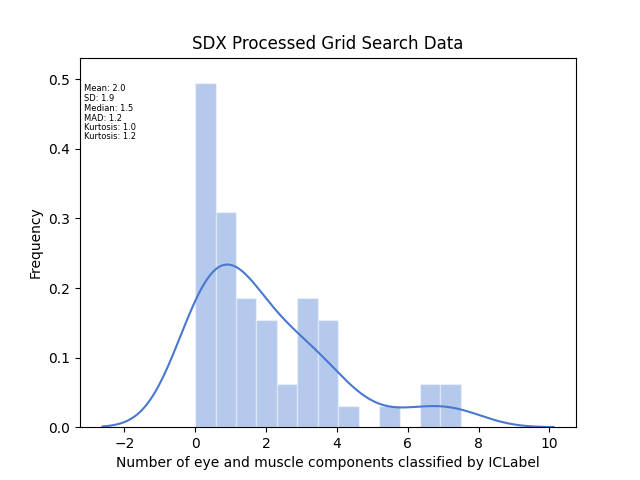 SDX Processed Grid Search Data
Mean: 2.0
SD: 1.9
Median: 1.5
MAD: 1.2
Kurtosis: 1.0
Kurtosis: 1.2
0.5
0.4
0.3
0.2
0.1
0.0
Frequency
−2 0 2 4 6 8 10
Number of eye and muscle components classified by ICLabel